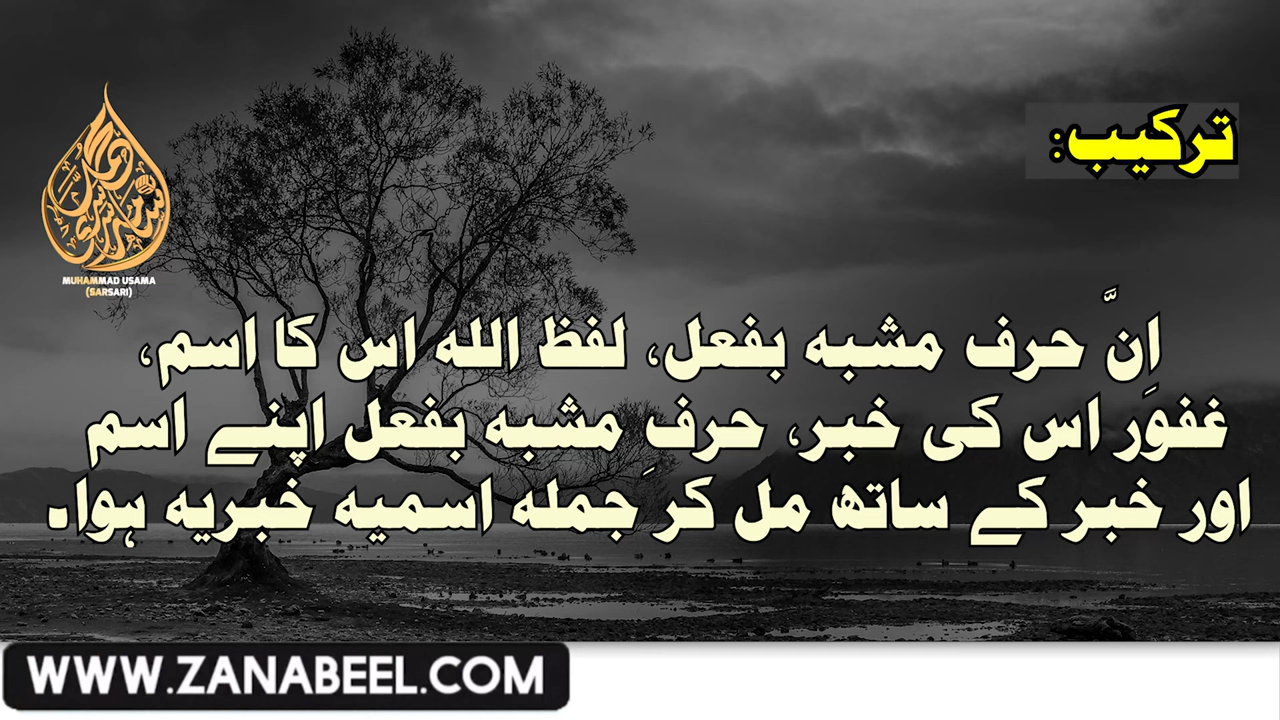 ترکیب:
MUHAMMAD USAMA
(SARSARI)
اِنَّ حرف مشبہ بفعل، لفظ اللہ اس کا اسم،
غفور اس کی خبر، حرفِ مشبہ بفعل اپنے اسم
اور خبر کے ساتھ مل کر جملہ اسمیہ خبریہ ہوا۔
WWW.ZANABEEL.COM